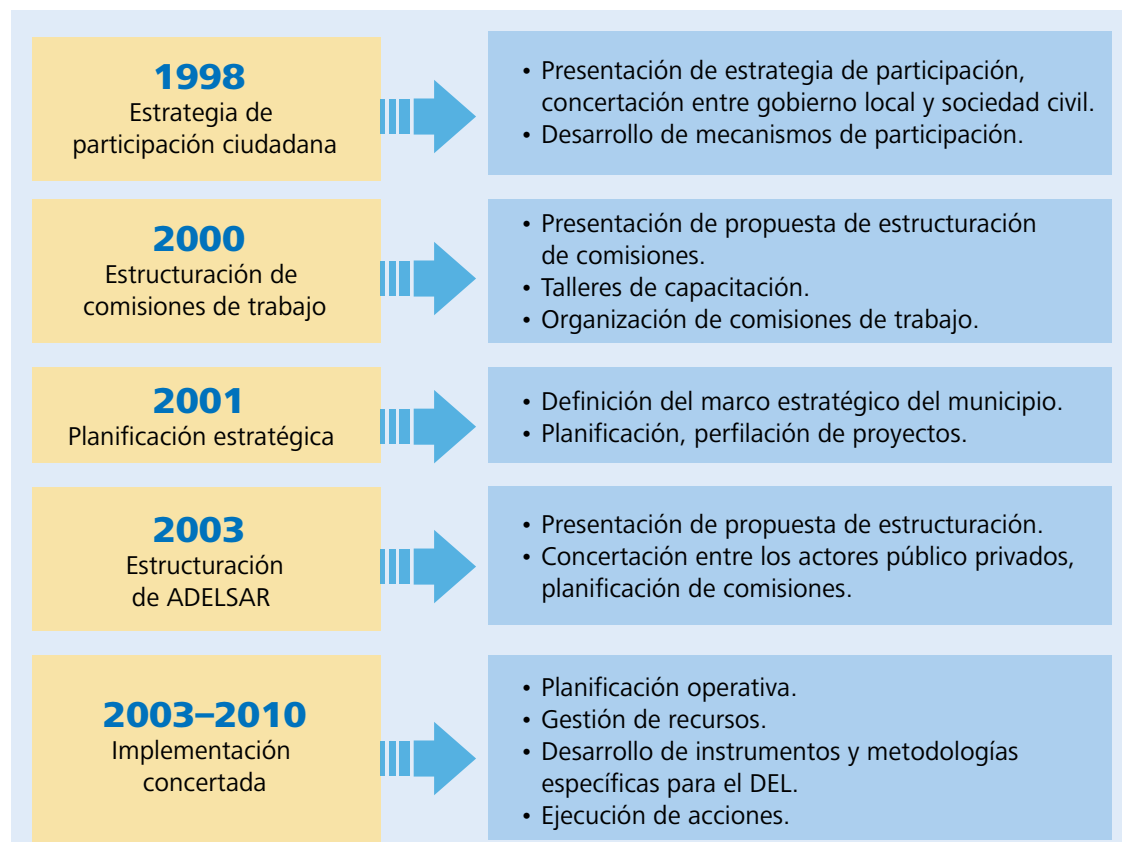 1998
Estrategia de
participación ciudadana
• Presentación de estrategia de participación,
concertación entre gobierno local y sociedad civil.
• Desarrollo de mecanismos de participación.
2000
Estructuración de
comisiones de trabajo
• Presentación de propuesta de estructuración
de comisiones.
• Talleres de capacitación.
• Organización de comisiones de trabajo.
2001
Planificación estratégica
• Definición del marco estratégico del municipio.
• Planificación, perfilación de proyectos.
2003
Estructuración
de ADELSAR
• Presentación de propuesta de estructuración.
• Concertación entre los actores público privados,
planificación de comisiones.
2003–2010
Implementación
concertada
• Planificación operativa.
• Gestión de recursos.
• Desarrollo de instrumentos y metodologías
específicas para el DEL.
• Ejecución de acciones.